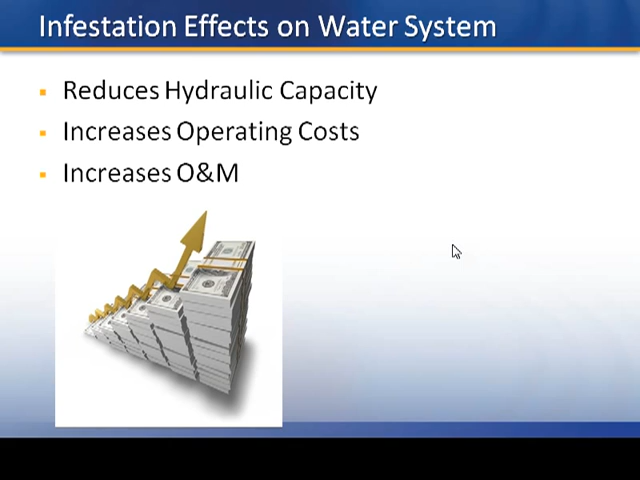 Infestation Effects on Water System
Reduces Hydraulic Capacity
Increases Operating Costs
Increases O&M